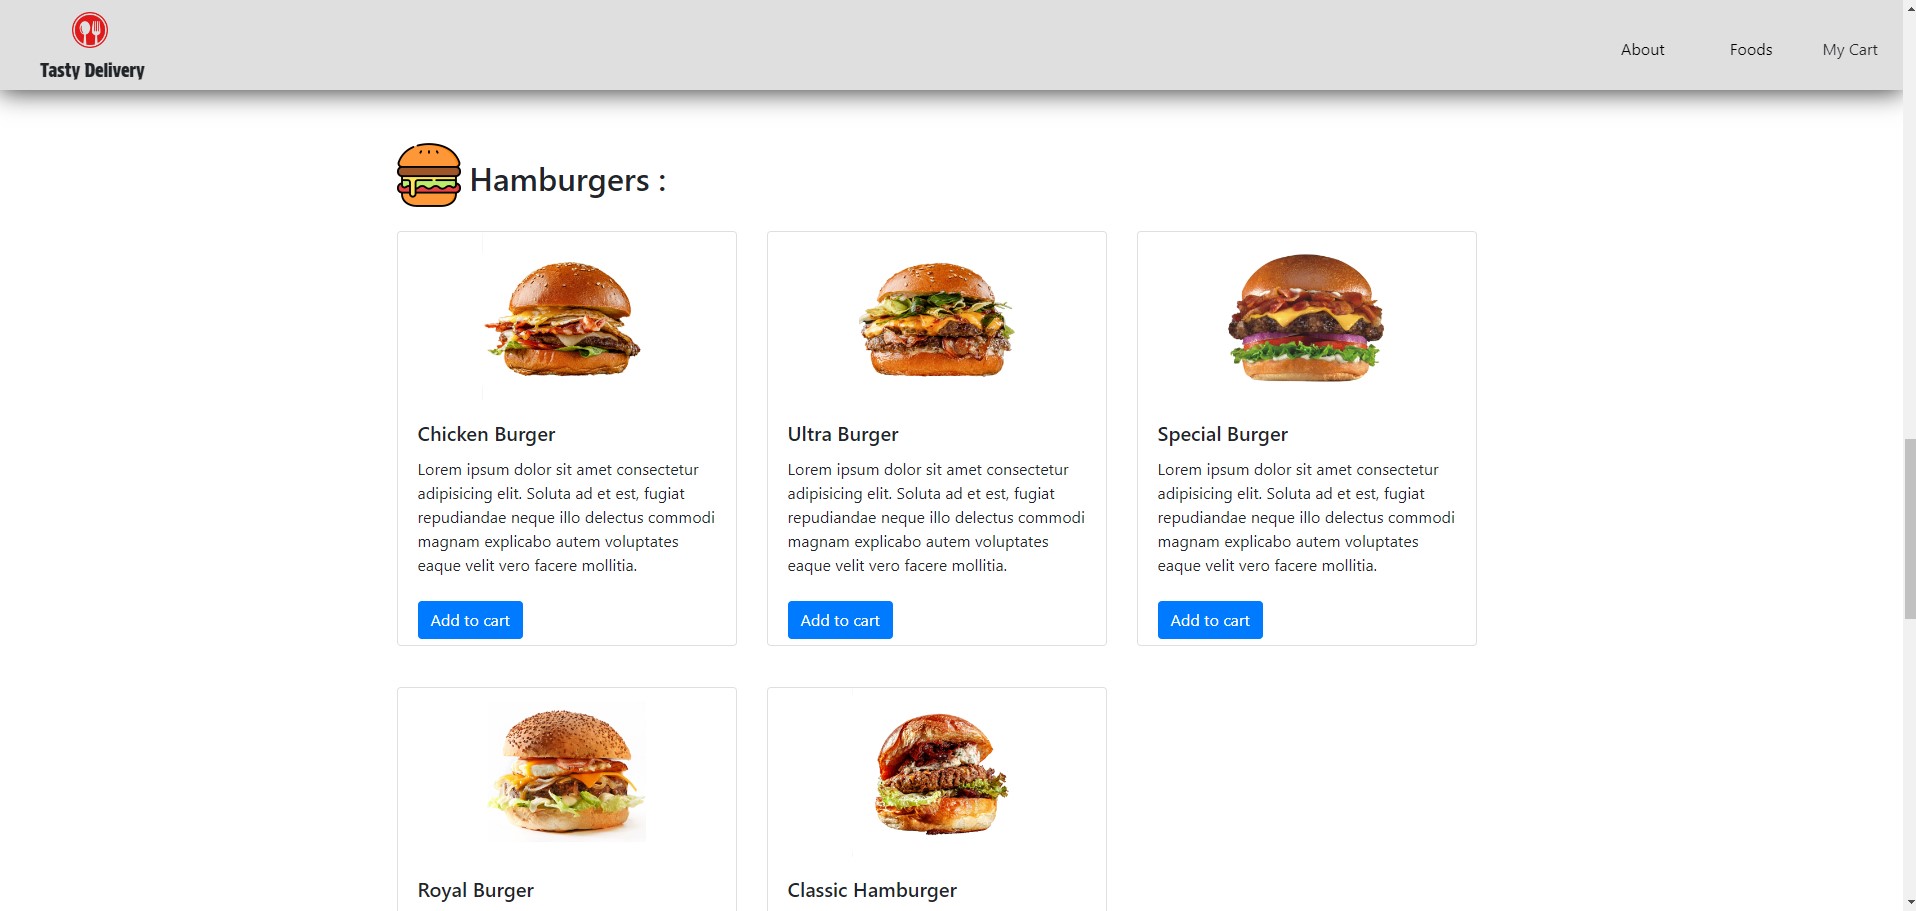 Tasty Delivery
About
Foods
My Cart
Hamburgers :
Chicken Burger
Lorem ipsum dolor sit amet consectetur
adipisicing elit. Soluta ad et est, fugiat
repudiandae neque illo delectus commodi
magnam explicabo autem voluptates
eaque velit vero facere mollitia.
Add to cart
Ultra Burger
Lorem ipsum dolor sit amet consectetur
adipisicing elit. Soluta ad et est, fugiat
repudiandae neque illo delectus commodi
magnam explicabo autem voluptates
eaque velit vero facere mollitia.
Add to cart
Special Burger
Lorem ipsum dolor sit amet consectetur
adipisicing elit. Soluta ad et est, fugiat
repudiandae neque illo delectus commodi
magnam explicabo autem voluptates
eaque velit vero facere mollitia.
Add to cart
Royal Burger
Classic Hamburger